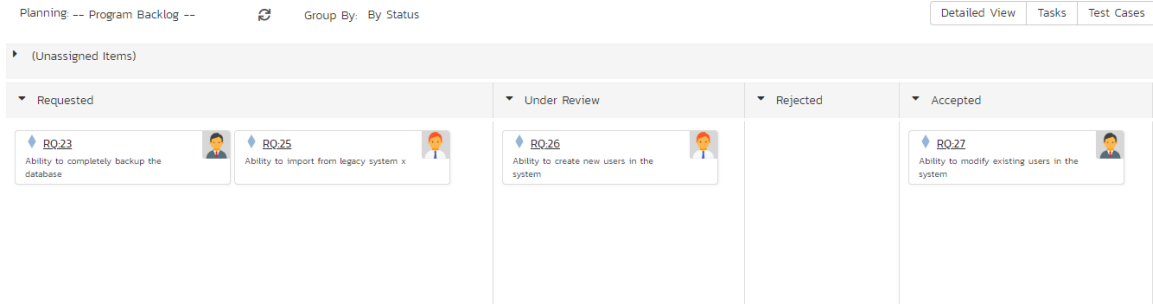 Planning: -- Program Backlog -- Group By: By Status Detailed View Tasks Test Cases
(Unassigned Items)
Requested Under Review Rejected Accepted
RQ:23
Ability to completely backup the
database
RQ:25
Ability to import from legacy system x
RQ:26
Ability to create new users in the
system
RQ:27
Ability to modify existing users in the
system